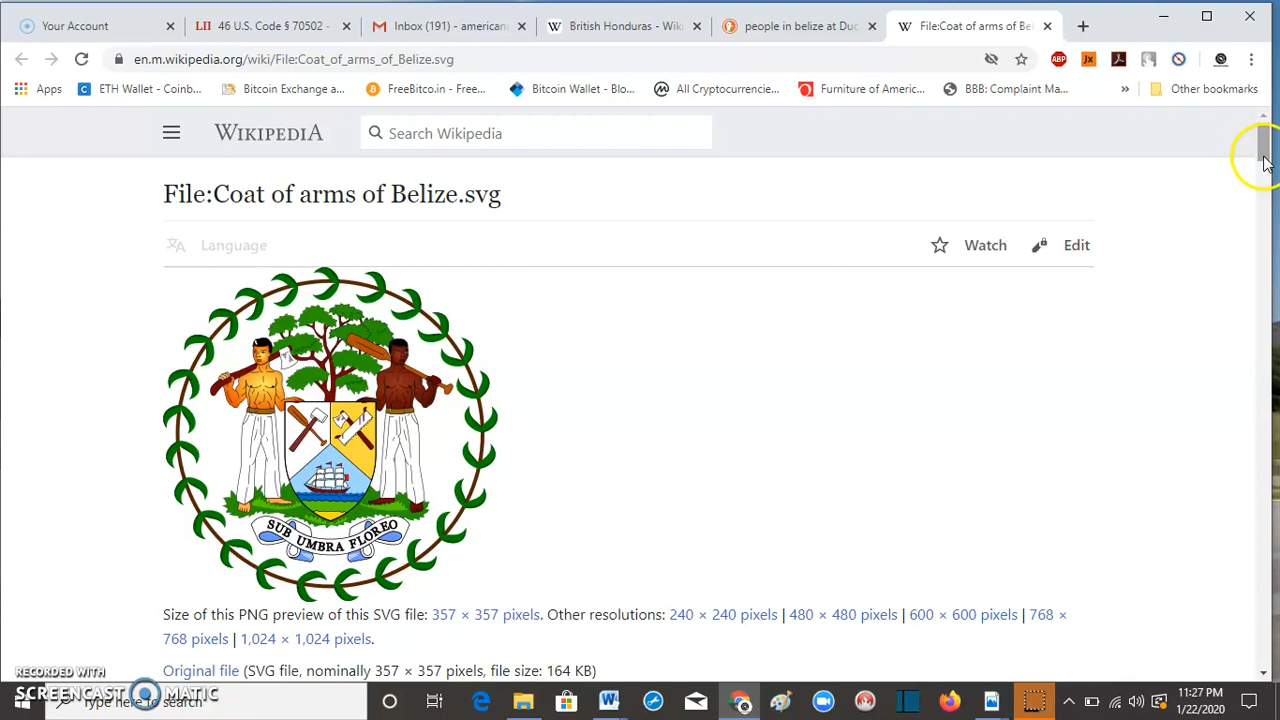 Your Account
46 U.S. Code § 70502 -
Inbox (191) - american
British Honduras - Wik
people in belize at Duc
File:Coat of arms of Bel
en.m.wikipedia.org/wiki/File:Coat_of_arms_of_Belize.svg
Apps
ETH Wallet - Coinb...
Bitcoin Exchange a...
FreeBitco.in - Free...
Bitcoin Wallet - Blo...
All Cryptocurrencie...
Furniture of Americ...
BBB: Complaint Ma...
»
Other bookmarks
WIKIPEDIA
Search Wikipedia
File:Coat of arms of Belize.svg
Language
Watch
Edit
SUB UMBRA FLOREO
Size of this PNG preview of this SVG file: 357 × 357 pixels. Other resolutions: 240 × 240 pixels | 480 × 480 pixels | 600 × 600 pixels | 768 ×
768 pixels | 1,024 × 1,024 pixels.
Original file (SVG file, nominally 357 × 357 pixels, file size: 164 KB)
RECORDED WITH
SCREENCAST MATIC
Type here to search
11:27 PM
1/22/2020